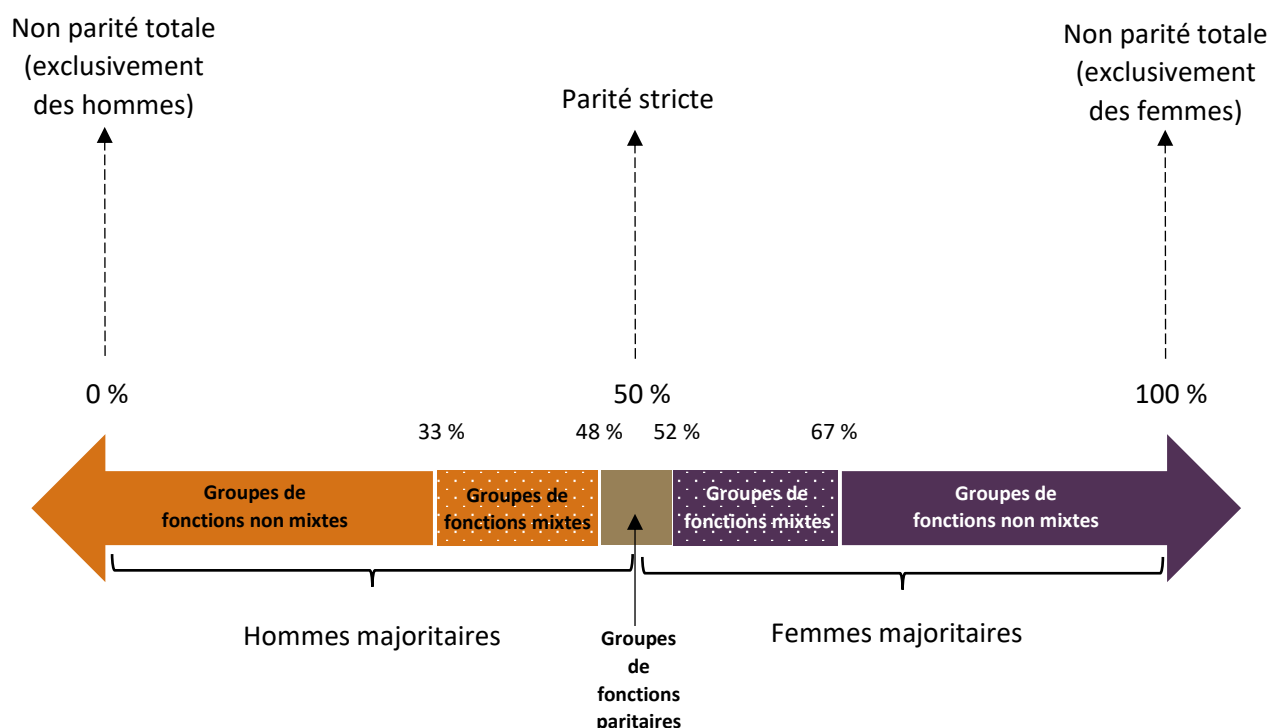 Non parité totale
(exclusivement
des hommes)
Parité stricte
Non parité totale
(exclusivement
des femmes)
0 %
50 %
100 %
33 %
48 %
52 %
67 %
Groupes de
fonctions non mixtes
Groupes de
fonctions mixtes
Groupes de
fonctions mixtes
Groupes de
fonctions non mixtes
Hommes majoritaires
Femmes majoritaires
Groupes
de
fonctions
paritaires